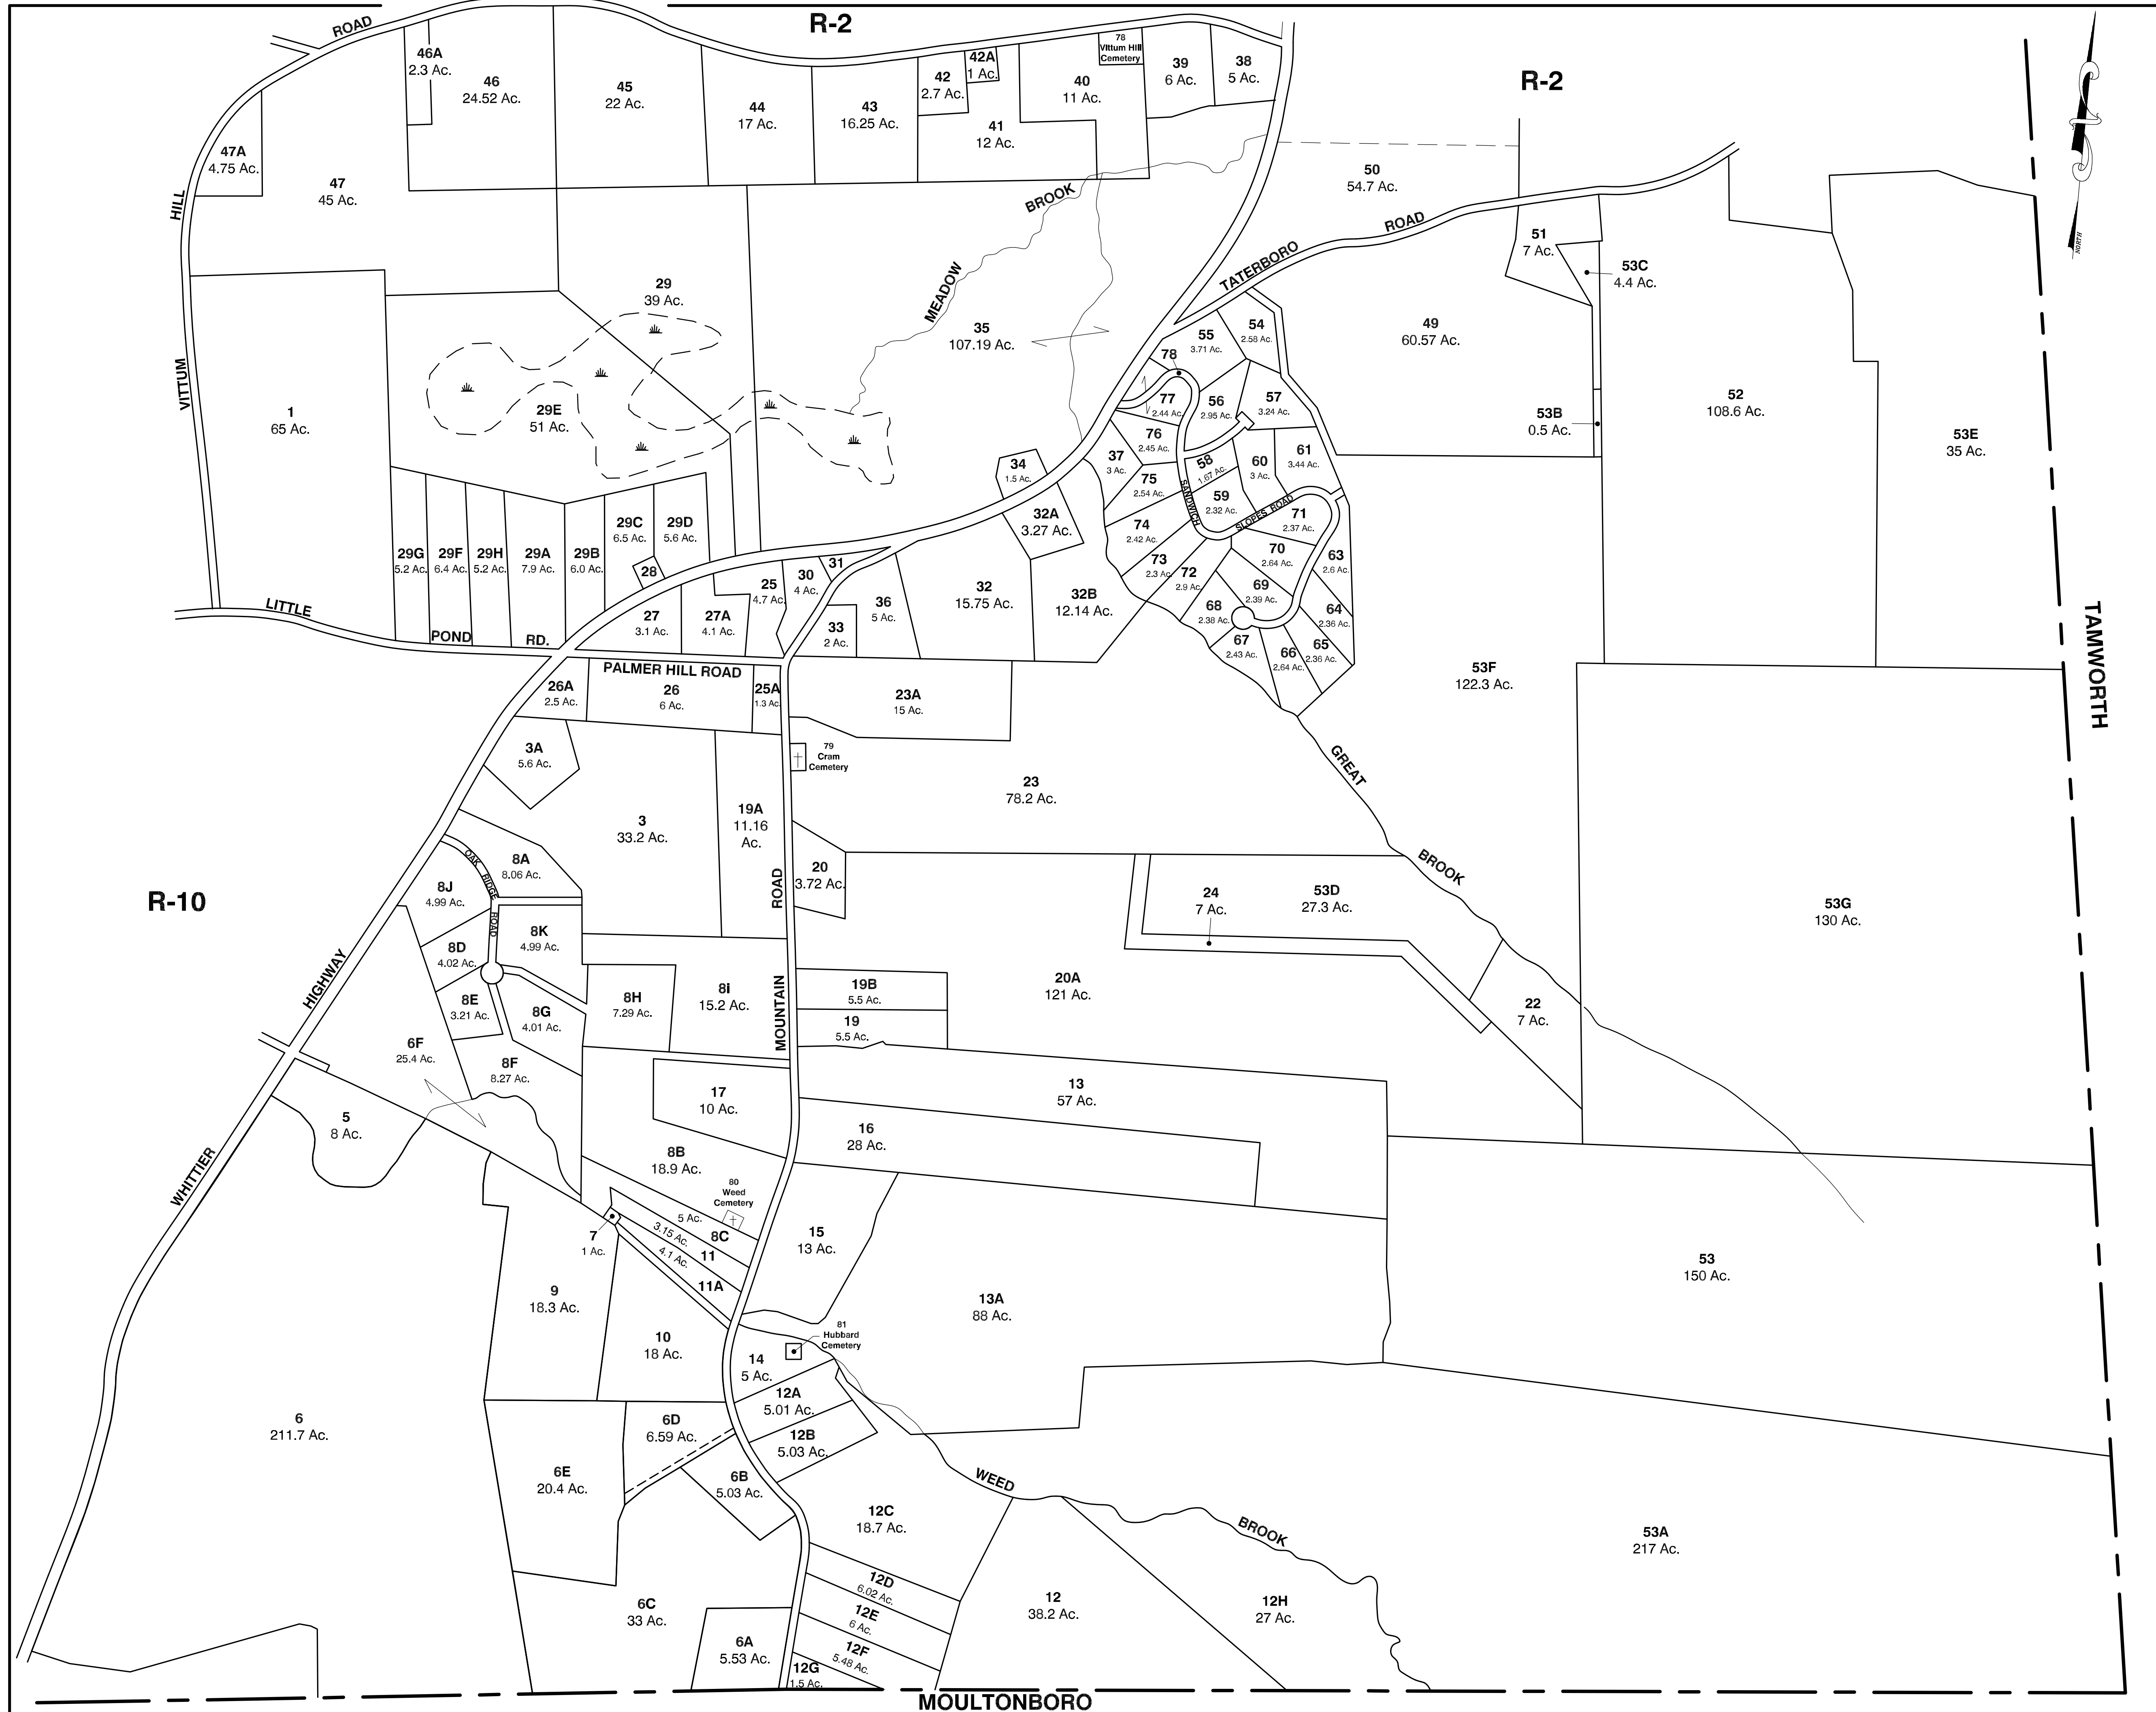 R-2
ROAD
46A
2.3 Ac.
46
24.52 Ac.
45
22 Ac.
44
17 Ac.
43
16.25 Ac.
42
2.7 Ac.
42A
1 Ac.
41
12 Ac.
40
11 Ac.
78
Vittum Hill
Cemetery
39
6 Ac.
38
5 Ac.
R-2
NORTH
47A
4.75 Ac.
47
45 Ac.
HILL
VITTUM
BROOK
MEADOW
50
54.7 Ac.
ROAD
TATERBORO
51
7 Ac.
53C
4.4 Ac.
29
39 Ac.
35
107.19 Ac.
49
60.57 Ac.
1
65 Ac.
29E
51 Ac.
55
3.71 Ac.
54
2.58 Ac.
78
77
2.44 Ac.
56
2.95 Ac.
57
3.24 Ac.
53B
0.5 Ac.
52
108.6 Ac.
53E
35 Ac.
76
2.45 Ac.
37
3 Ac.
75
2.54 Ac.
58
1.67 Ac.
60
3 Ac.
61
3.44 Ac.
34
1.5 Ac.
32A
3.27 Ac.
59
2.32 Ac.
SANDWICH
SLOPES ROAD
71
2.37 Ac.
74
2.42 Ac.
73
2.3 Ac.
72
2.9 Ac.
70
2.64 Ac.
63
2.6 Ac.
69
2.39 Ac.
68
2.38 Ac.
64
2.36 Ac.
67
2.43 Ac.
66
2.64 Ac.
65
2.36 Ac.
29G
5.2 Ac.
29F
6.4 Ac.
29H
5.2 Ac.
29A
7.9 Ac.
29B
6.0 Ac.
29C
6.5 Ac.
29D
5.6 Ac.
28
27
3.1 Ac.
27A
4.1 Ac.
25
4.7 Ac.
30
4 Ac.
31
33
2 Ac.
36
5 Ac.
32
15.75 Ac.
32B
12.14 Ac.
LITTLE
POND
RD.
PALMER HILL ROAD
TAMWORTH
26A
2.5 Ac.
26
6 Ac.
25A
1.3 Ac.
23A
15 Ac.
53F
122.3 Ac.
3A
5.6 Ac.
79
Cram
Cemetery
23
78.2 Ac.
GREAT
BROOK
3
33.2 Ac.
19A
11.16
Ac.
20
3.72 Ac.
ROAD
MOUNTAIN
R-10
OAK
RIDGE
ROAD
8A
8.06 Ac.
8J
4.99 Ac.
8K
4.99 Ac.
8D
4.02 Ac.
8E
3.21 Ac.
8G
4.01 Ac.
8H
7.29 Ac.
8i
15.2 Ac.
24
7 Ac.
53D
27.3 Ac.
53G
130 Ac.
20A
121 Ac.
22
7 Ac.
19B
5.5 Ac.
19
5.5 Ac.
HIGHWAY
WHITTIER
6F
25.4 Ac.
8F
8.27 Ac.
5
8 Ac.
17
10 Ac.
13
57 Ac.
16
28 Ac.
8B
18.9 Ac.
80
Weed
Cemetery
5 Ac.
8C
3.15 Ac.
11
4.1 Ac.
11A
7
1 Ac.
15
13 Ac.
53
150 Ac.
9
18.3 Ac.
10
18 Ac.
13A
88 Ac.
81
Hubbard
Cemetery
14
5 Ac.
12A
5.01 Ac.
12B
5.03 Ac.
6
211.7 Ac.
6D
6.59 Ac.
6E
20.4 Ac.
6B
5.03 Ac.
WEED
BROOK
12C
18.7 Ac.
53A
217 Ac.
12D
6.02 Ac.
12E
6 Ac.
12F
5.48 Ac.
12G
1.5 Ac.
12
38.2 Ac.
12H
27 Ac.
6C
33 Ac.
6A
5.53 Ac.
MOULTONBORO